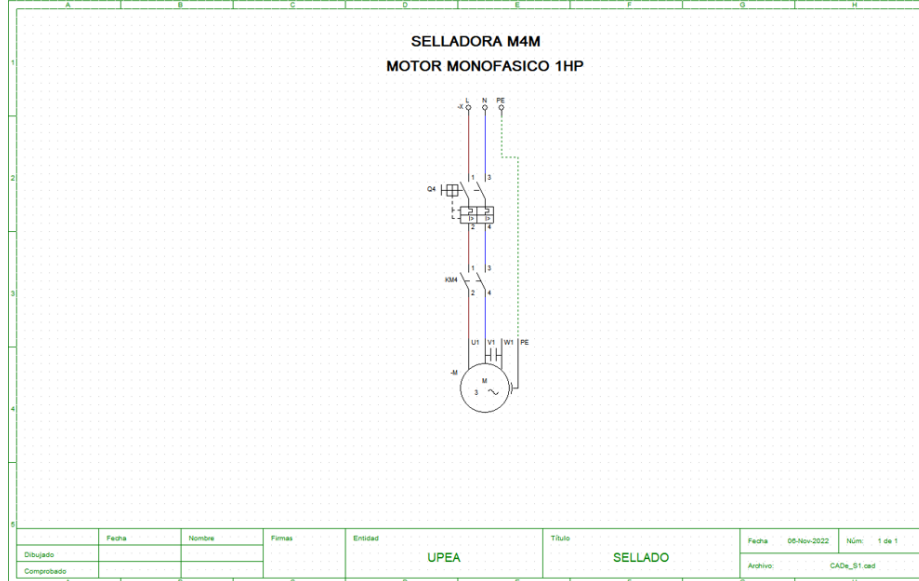 A B C D E F G H
SELLADORA M4M
1
MOTOR MONOFASICO 1HP
L N PE
-X
2
1 3
Q4
I> I>
2 4
1 3
KM4
3
2 4
U1 V1 W1 PE
-M
M
3
4
5
Fecha Nombre Firmas Entidad Título
Fecha 06-Nov-2022 Núm: 1 de 1
Dibujado
UPEA SELLADO
Comprobado
Archivo: CADe_S1.cad